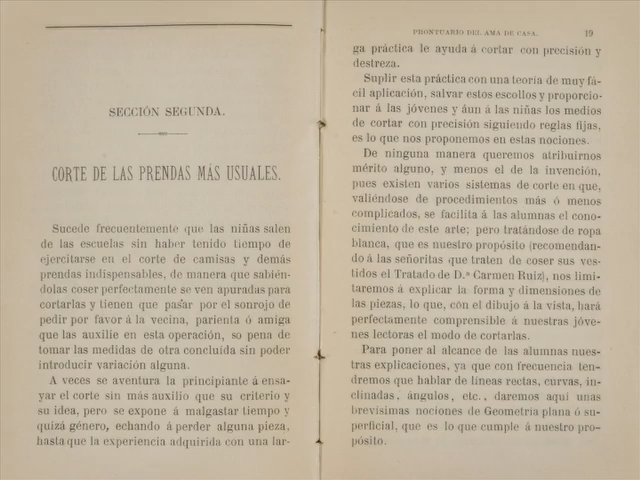 SECCIÓN SEGUNDA.
CORTE DE LAS PRENDAS MÁS USUALES.
Sucede frecuentemente que las niñas salen
de las escuelas sin haber tenido tiempo de
ejercitarse en el corte de camisas y demás
prendas indispensables, de manera que sabién-
dolas coser perfectamente se ven apuradas para
cortarlas y tienen que pasar por el sonrojo de
pedir por favor á la vecina, parienta ó amiga
que las auxilie en esta operación, so pena de
tomar las medidas de otra concluida sin poder
introducir variación alguna.
A veces se aventura la principiante á ensa-
yar el corte sin más auxilio que su criterio y
su idea, pero se expone á malgastar tiempo y
quizá género, echando á perder alguna pieza,
hasta que la experiencia adquirida con una lar-
PRONTUARIO DEL AMA DE CASA. 19
ga práctica le ayuda á cortar con precisión y
destreza.
Suplir esta práctica con una teoría de muy fá-
cil aplicación, salvar estos escollos y proporcio-
nar á las jóvenes y áun á las niñas los medios
de cortar con precisión siguiendo reglas fijas,
es lo que nos proponemos en estas nociones.
De ninguna manera queremos atribuirnos
mérito alguno, y menos el de la invención,
pues existen varios sistemas de corte en que,
valiéndose de procedimientos más ó menos
complicados, se facilita á las alumnas el cono-
cimiento de este arte; pero tratándose de ropa
blanca, que es nuestro propósito (recomendan-
do á las señoritas que traten de coser sus ves-
tidos el Tratado de D.ª Carmen Ruiz), nos limi-
taremos á explicar la forma y dimensiones de
las piezas, lo que, con el dibujo á la vista, hará
perfectamente comprensible á nuestras jóve-
nes lectoras el modo de cortarlas.
Para poner al alcance de las alumnas nues-
tras explicaciones, ya que con frecuencia ten-
dremos que hablar de líneas rectas, curvas, in-
clinadas, ángulos, etc., daremos aquí unas
brevísimas nociones de Geometría plana ó su-
perficial, que es lo que cumple á nuestro pro-
pósito.